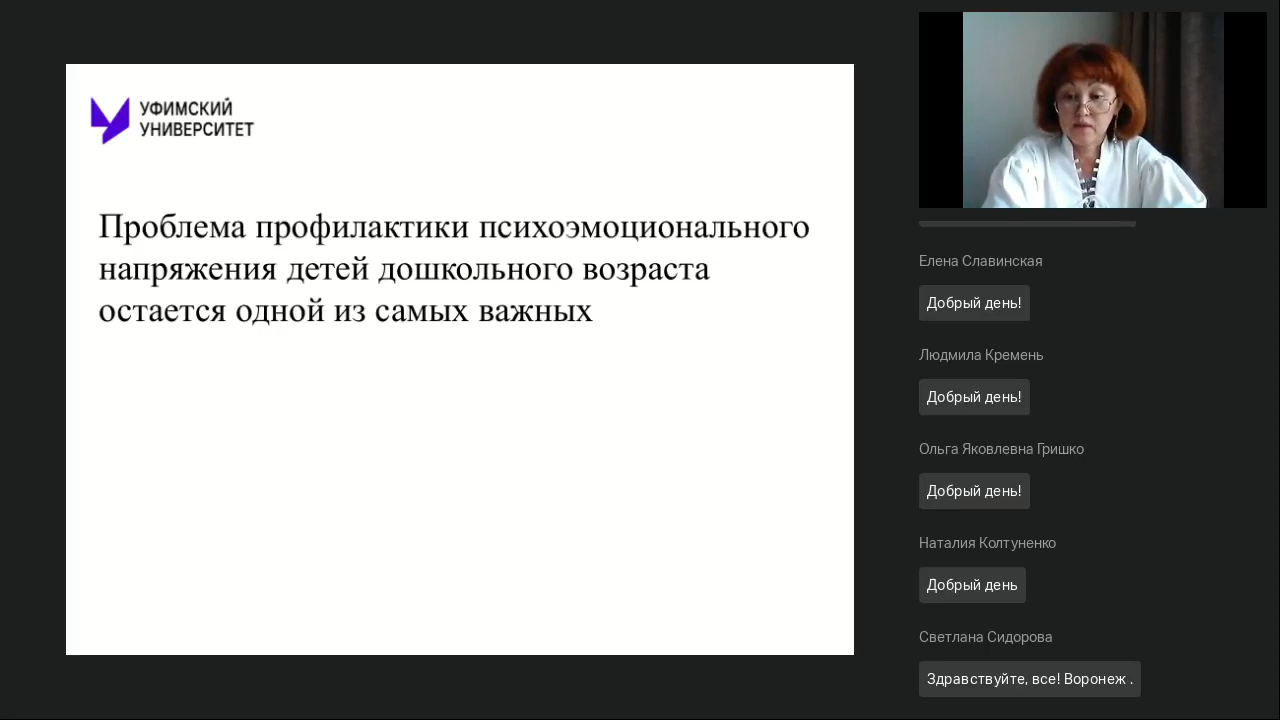 УФИМСКИЙ
УНИВЕРСИТЕТ
Проблема профилактики психоэмоционального
напряжения детей дошкольного возраста
остается одной из самых важных
Елена Славинская
Добрый день!
Людмила Кремень
Добрый день!
Ольга Яковлевна Гришко
Добрый день!
Наталия Колтуненко
Добрый день
Светлана Сидорова
Здравствуйте, все! Воронеж .